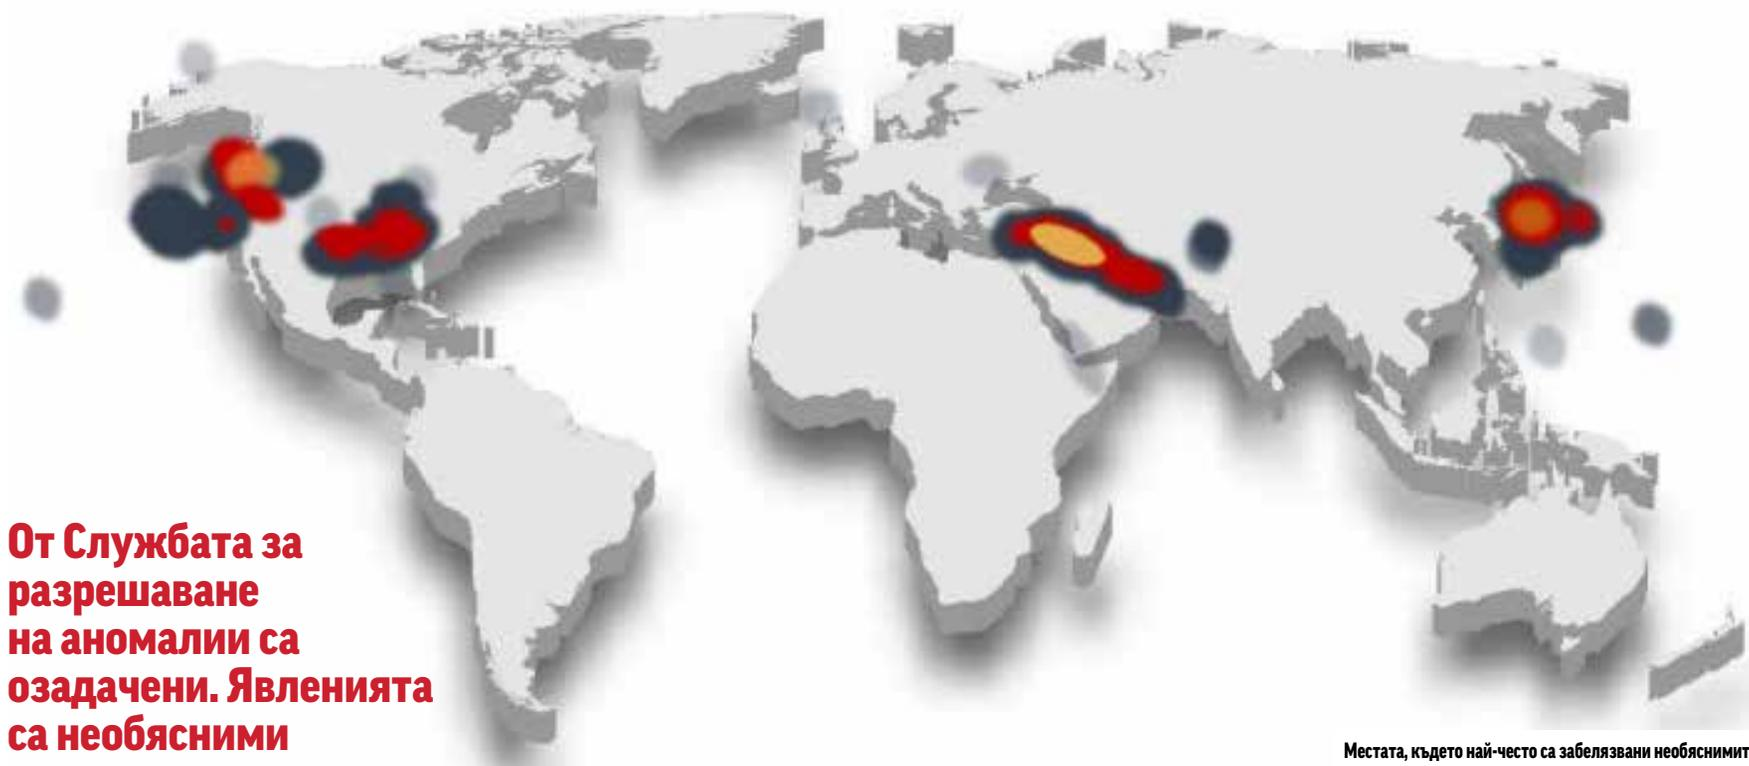 От Службата за
разрешаване
на аномалии са
озадачени. Явленията
са необясними
Местата, където най-често са забелязвани необяснимит